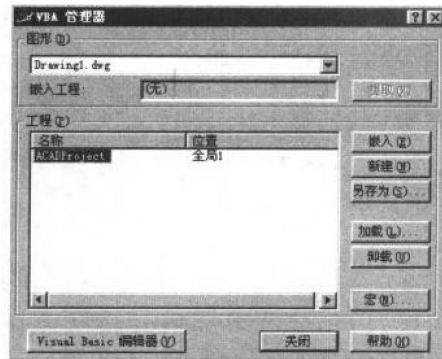 VBA 管理器
图形(D)
Drawing1.dwg
嵌入工程: (无) 提取(X)
工程(P)
名称 位置
ACADProject 全局1
嵌入(E)
新建(N)
另存为(S)...
加载(L)...
卸载(U)
宏(M)...
Visual Basic 编辑器(V) 关闭 帮助(H)